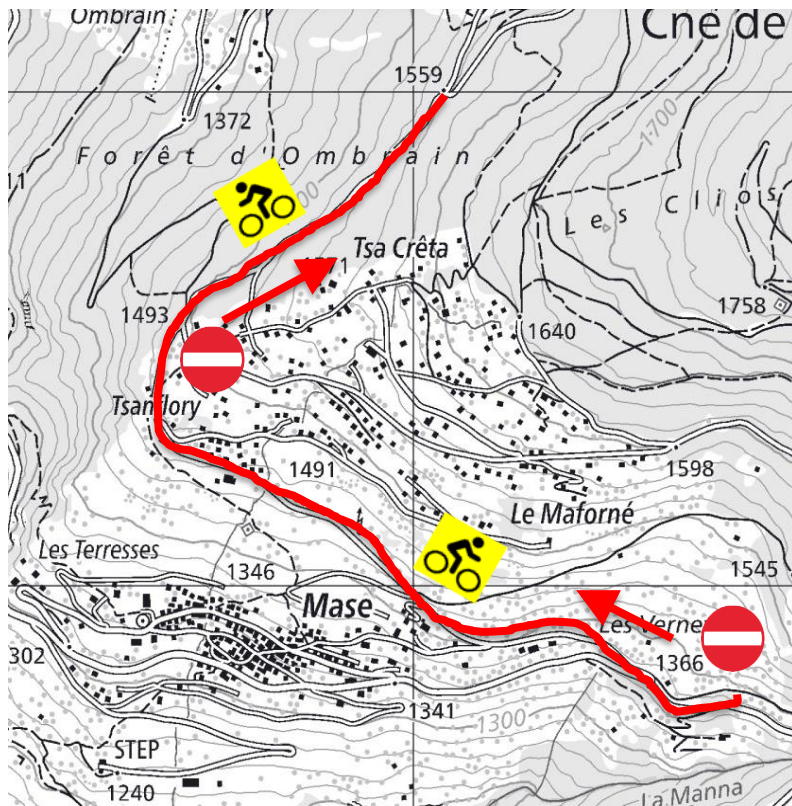 Ombrain
Cne de
1559
1372
Forêt d'Ombrain
1700
11
Les Clios
Tsa Crêta
1493
1758
1640
Tsanflory
1491
1598
Le Maforné
Les Terresses
1346
1545
Mase
Les Verne
302
1366
1341
1300
STEP
1240
La Manna